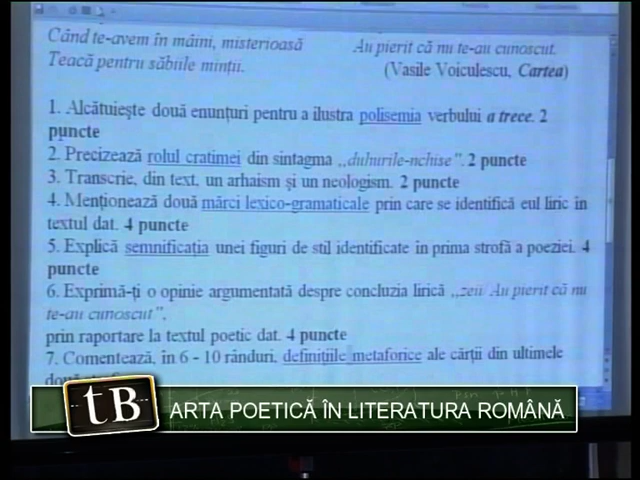 Când te-avem în mâini, misterioasă
Teacă pentru săbiile minții.
Au pierit că nu te-au cunoscut.
(Vasile Voiculescu, Cartea)
1. Alcătuieşte două enunțuri pentru a ilustra polisemia verbului a trece. 2
puncte
2. Precizează rolul cratimei din sintagma ,,duhurile-nchise”. 2 puncte
3. Transcrie, din text, un arhaism şi un neologism. 2 puncte
4. Menționează două mărci lexico-gramaticale prin care se identifică eul liric în
textul dat. 4 puncte
5. Explică semnificația unei figuri de stil identificate în prima strofă a poeziei. 4
puncte
6. Exprimă-ți o opinie argumentată despre concluzia lirică ,,zeii Au pierit că nu
te-au cunoscut”,
prin raportare la textul poetic dat. 4 puncte
7. Comentează, în 6 - 10 rânduri, definițiile metaforice ale cărții din ultimele
două
tB
ARTA POETICĂ ÎN LITERATURA ROMÂNĂ